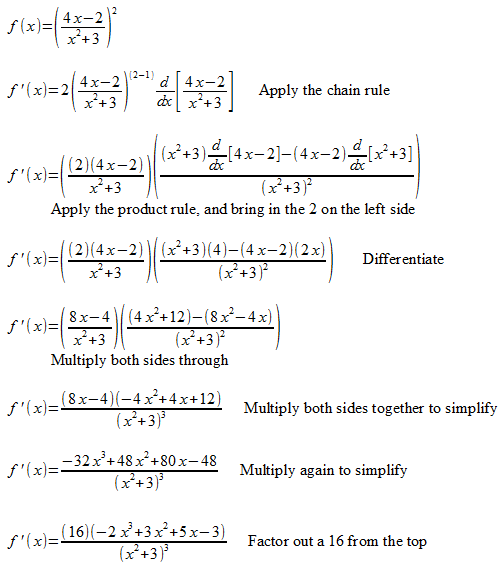 f(x)=((4x−2)/(x²+3))²
f'(x)=2((4x−2)/(x²+3))^(2−1) d/dx[(4x−2)/(x²+3)] Apply the chain rule
f'(x)=(((2)(4x−2))/(x²+3))(((x²+3)d/dx[4x−2]−(4x−2)d/dx[x²+3])/((x²+3)²))
Apply the product rule, and bring in the 2 on the left side
f'(x)=(((2)(4x−2))/(x²+3))(((x²+3)(4)−(4x−2)(2x))/((x²+3)²)) Differentiate
f'(x)=((8x−4)/(x²+3))(((4x²+12)−(8x²−4x))/((x²+3)²))
Multiply both sides through
f'(x)=((8x−4)(−4x²+4x+12))/((x²+3)³) Multiply both sides together to simplify
f'(x)=(−32x³+48x²+80x−48)/((x²+3)³) Multiply again to simplify
f'(x)=((16)(−2x³+3x²+5x−3))/((x²+3)³) Factor out a 16 from the top